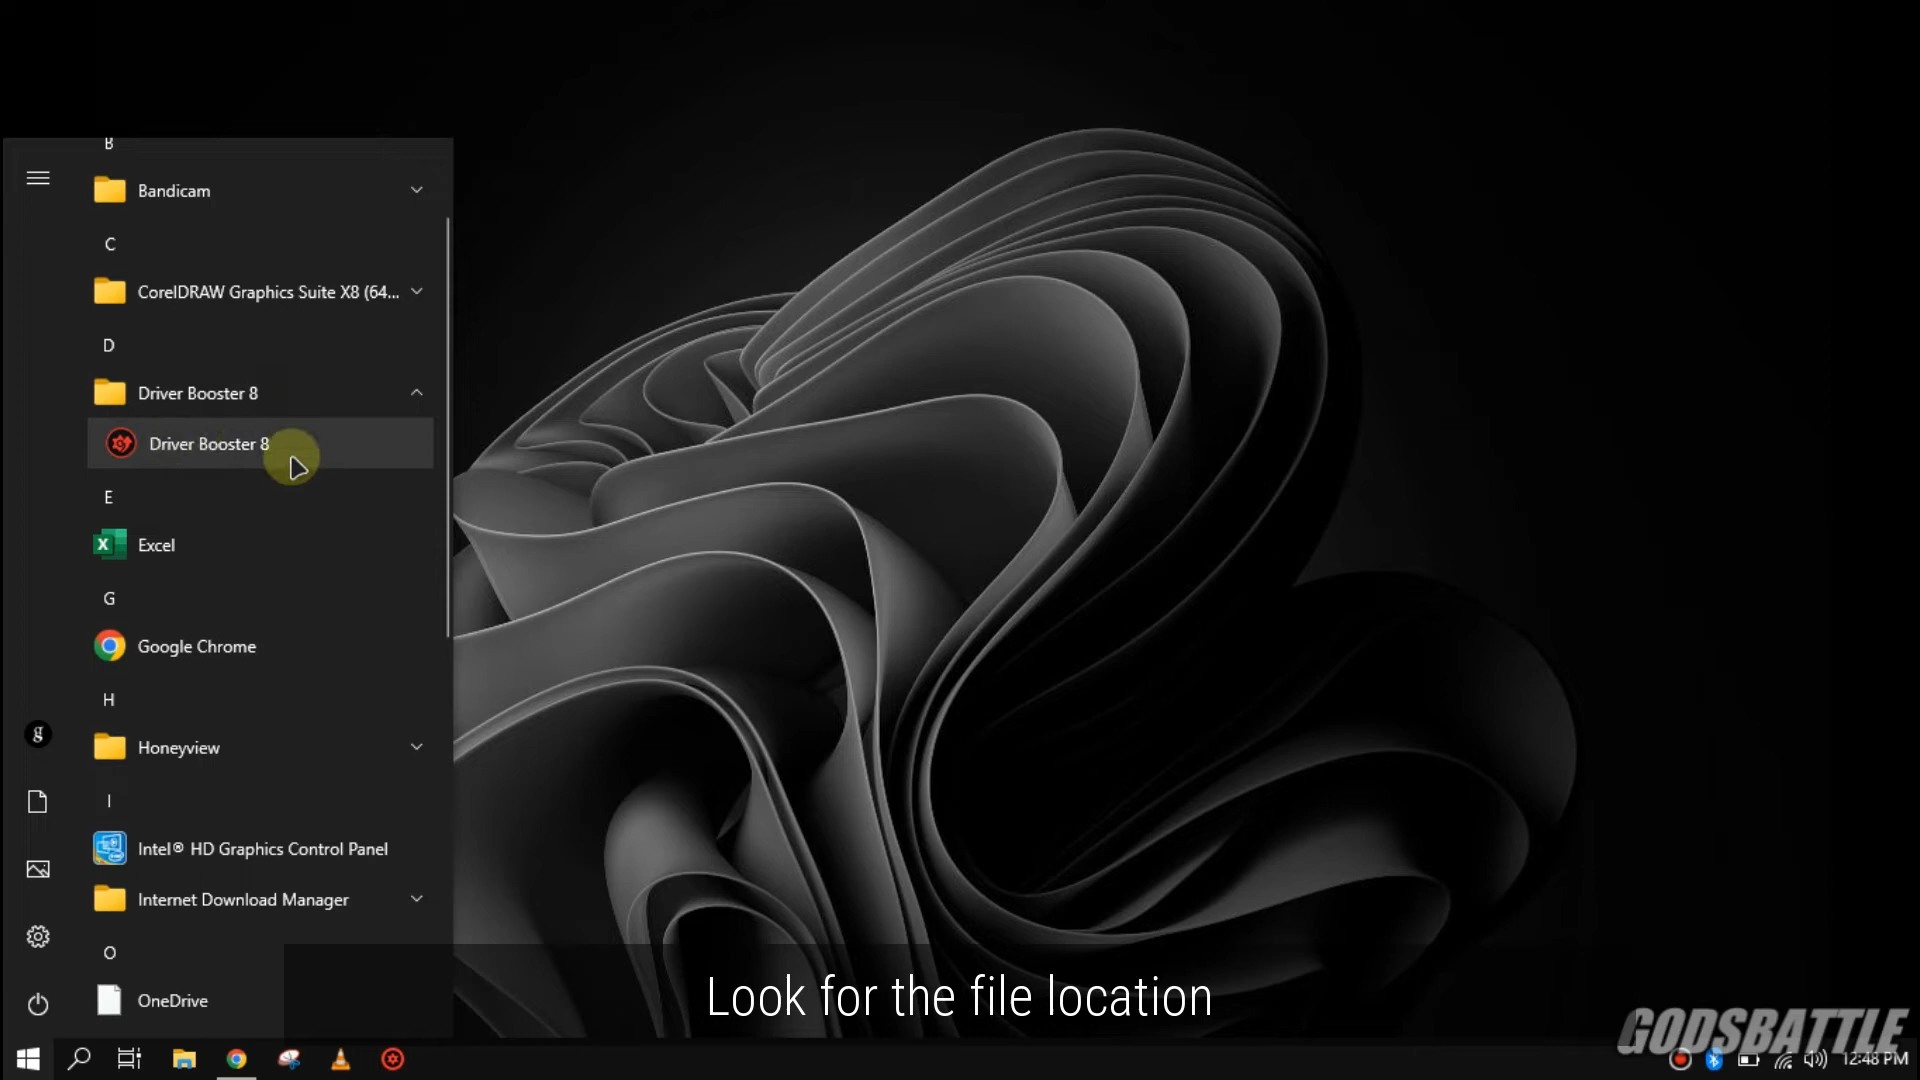 B
Bandicam
C
CorelDRAW Graphics Suite X8 (64...
D
Driver Booster 8
Driver Booster 8
E
Excel
G
Google Chrome
H
Honeyview
I
Intel® HD Graphics Control Panel
Internet Download Manager
O
OneDrive
Look for the file location
GODSBATTLE
12:48 PM